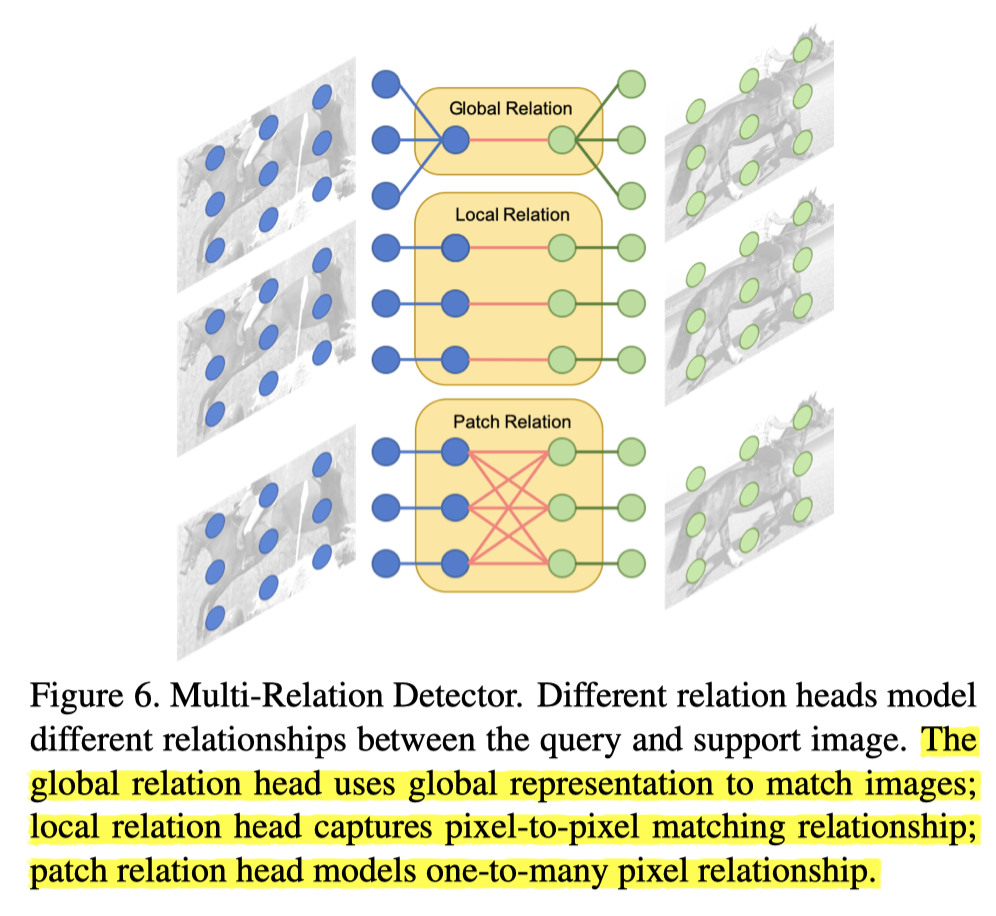 Global Relation
Local Relation
Patch Relation
Figure 6. Multi-Relation Detector. Different relation heads model
different relationships between the query and support image. The
global relation head uses global representation to match images;
local relation head captures pixel-to-pixel matching relationship;
patch relation head models one-to-many pixel relationship.